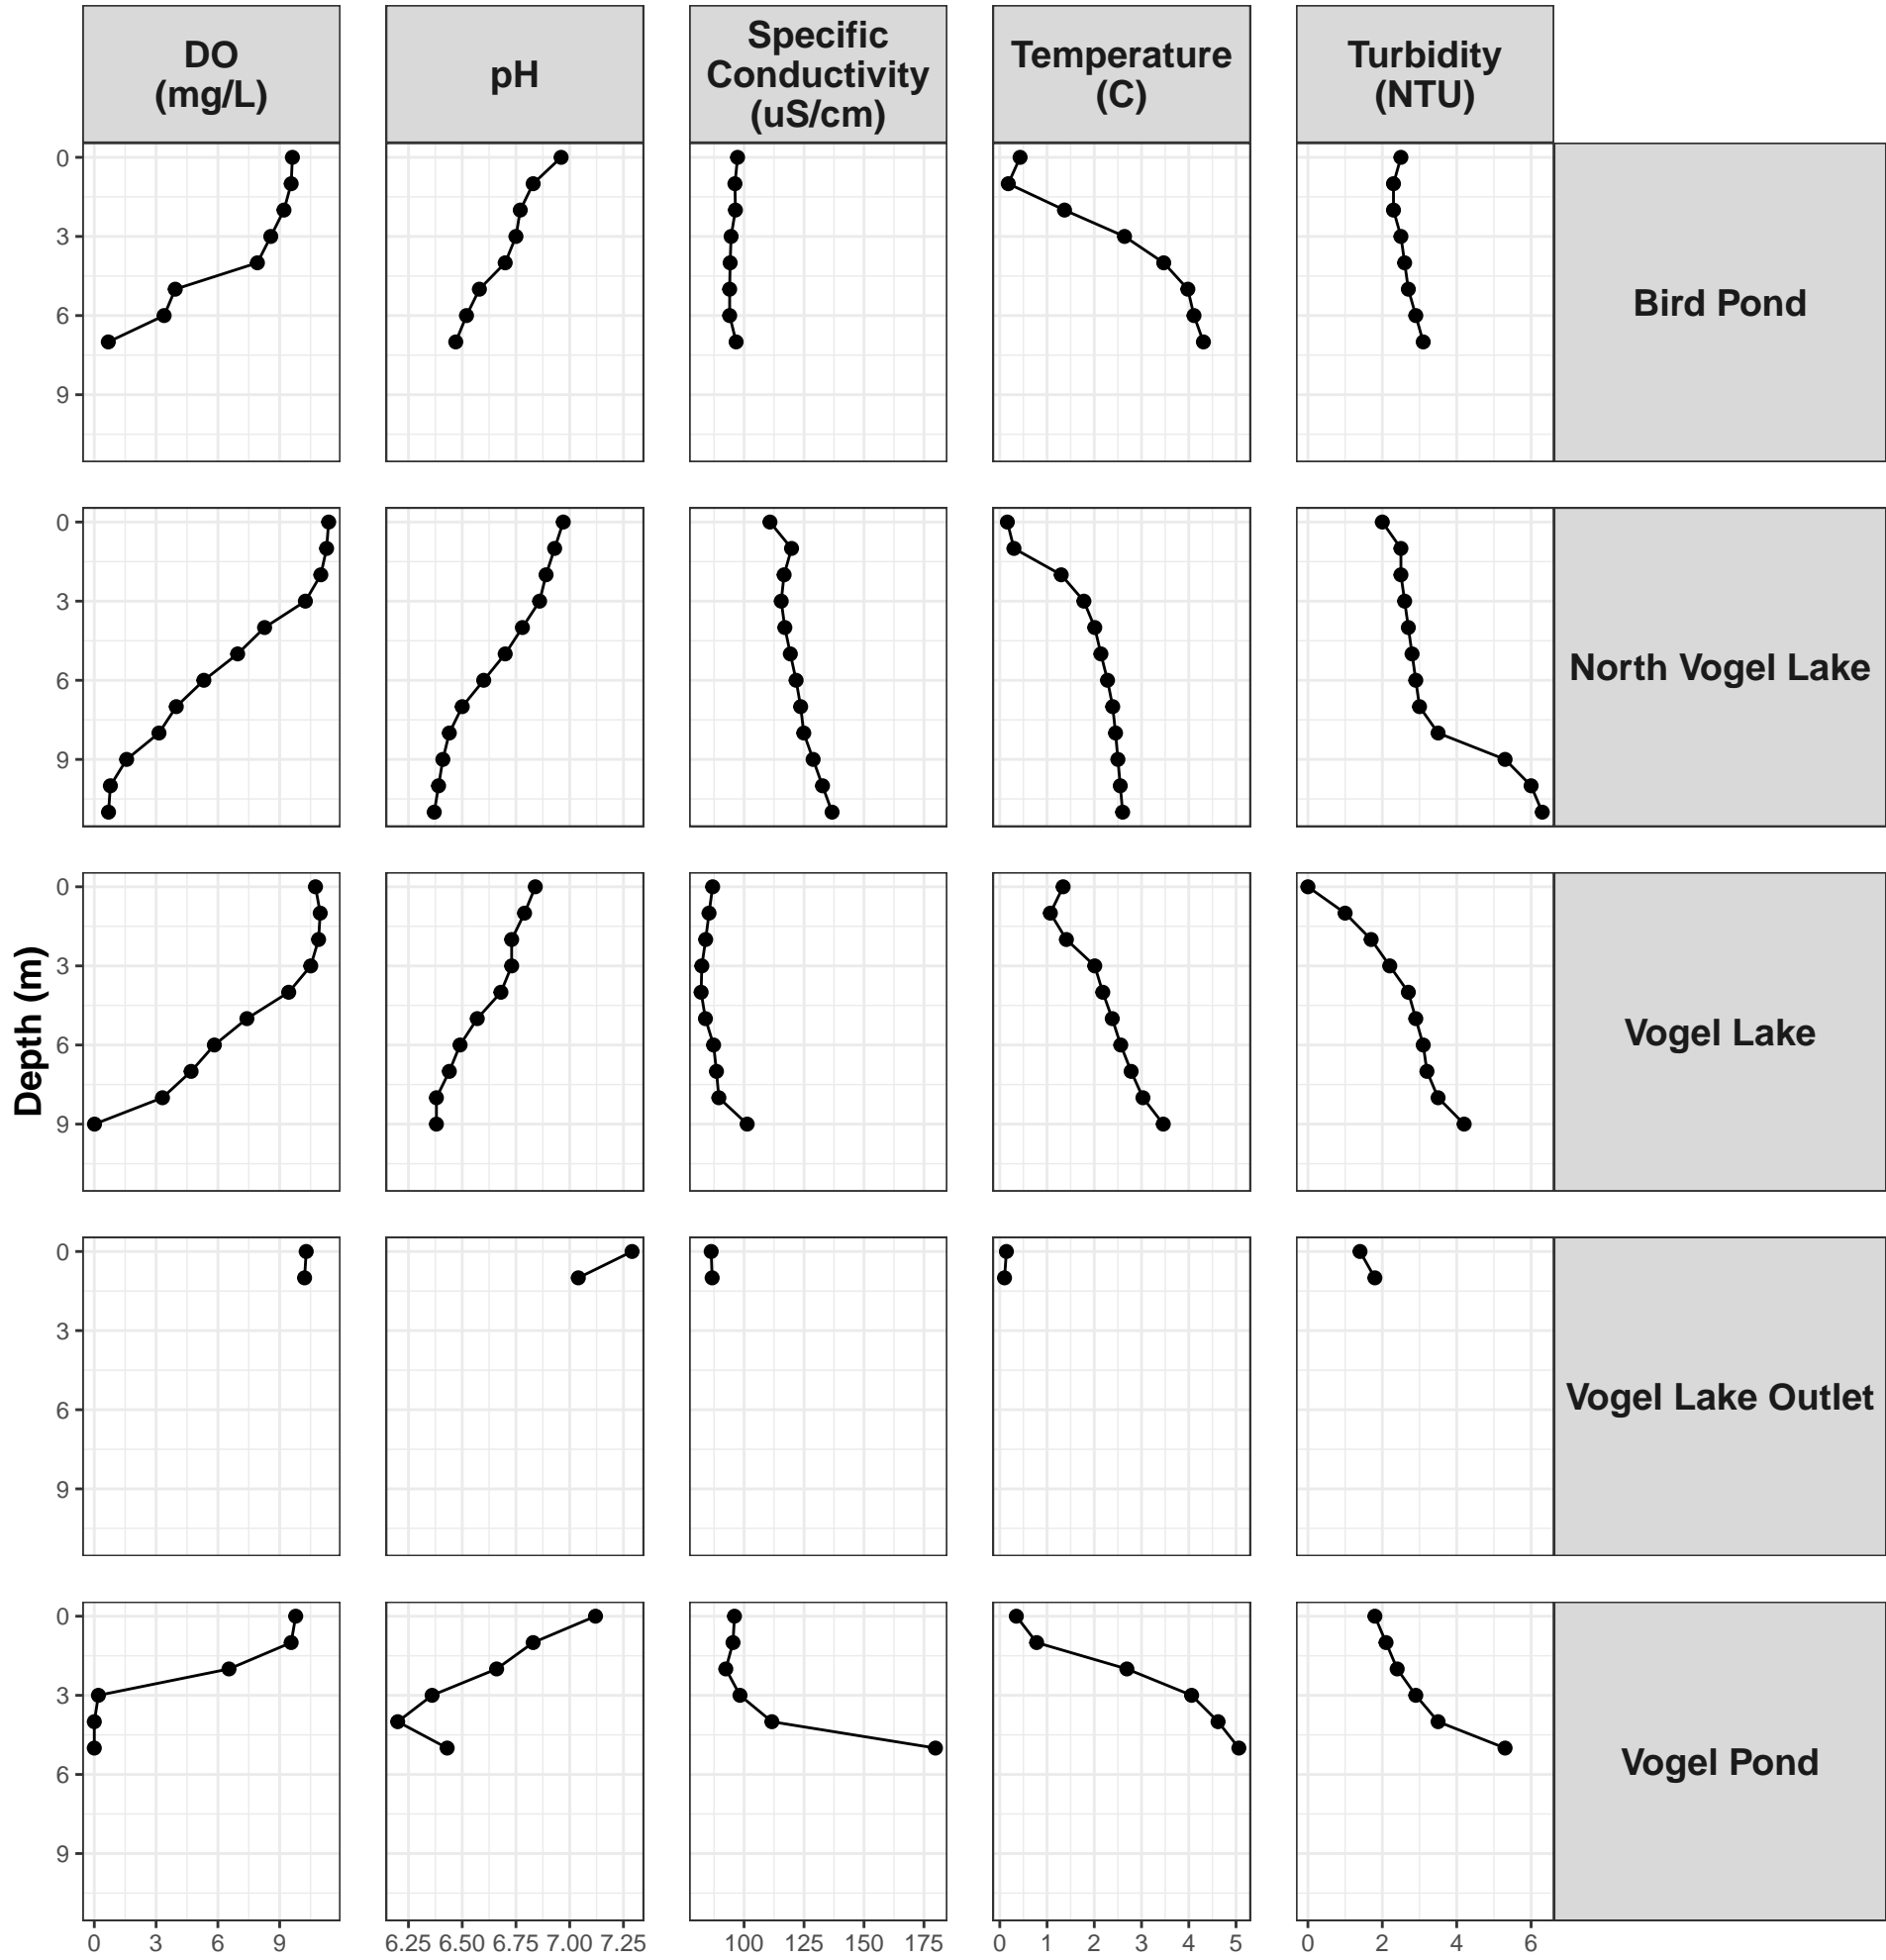 DO
(mg/L)
pH
Specific
Conductivity
(uS/cm)
Temperature
(C)
Turbidity
(NTU)
0
3
6
9
Bird Pond
0
3
6
9
North Vogel Lake
Depth (m)
0
3
6
9
Vogel Lake
0
3
6
9
Vogel Lake Outlet
0
3
6
9
Vogel Pond
0 3 6 9
6.25 6.50 6.75 7.00 7.25
100 125 150 175
0 1 2 3 4 5
0 2 4 6